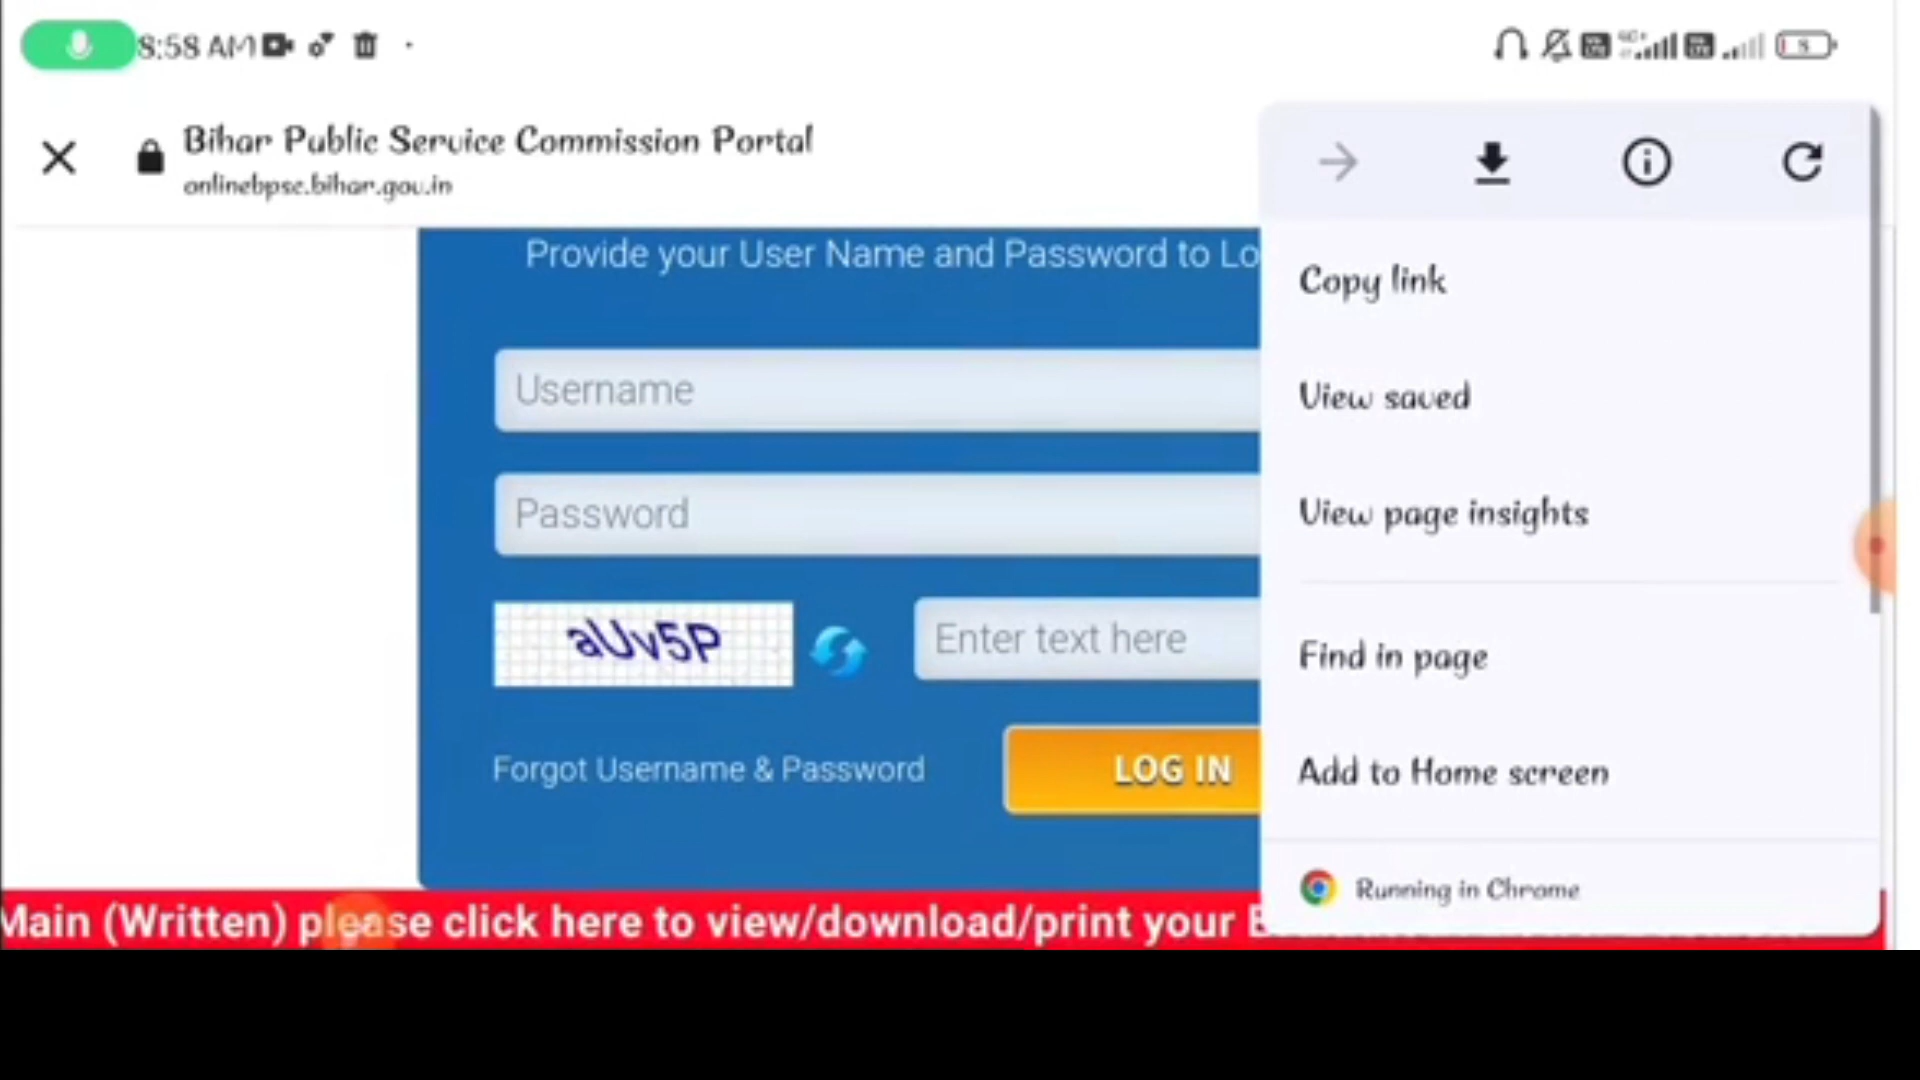 8:58 AM
Bihar Public Service Commission Portal
onlinebpsc.bihar.gov.in
Provide your User Name and Password to Lo
Username
Password
aUv5P
Enter text here
Forgot Username & Password
LOG IN
Main (Written) please click here to view/download/print your
Copy link
View saved
View page insights
Find in page
Add to Home screen
Running in Chrome